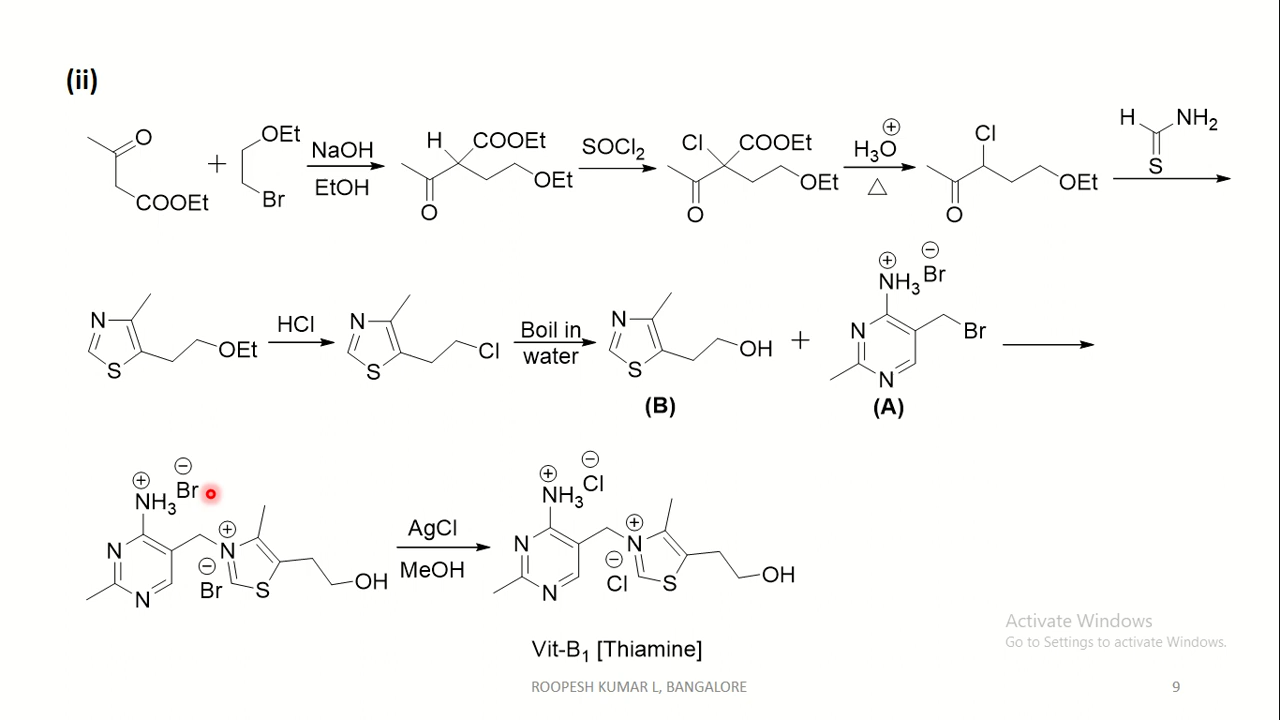 (ii)
O
COOEt
+
OEt
Br
NaOH
EtOH
H
COOEt
OEt
O
SOCl2
Cl
COOEt
OEt
O
H3O⊕
△
Cl
OEt
O
H
NH2
S
N
S
OEt
HCl
N
S
Cl
Boil in
water
N
S
OH
(B)
+
⊕
NH3
⊖
Br
N
N
Br
(A)
⊕
NH3
⊖
Br
N
N
⊕
N
⊖
Br
S
OH
AgCl
MeOH
⊕
NH3
⊖
Cl
N
N
⊕
N
⊖
Cl
S
OH
Vit-B1 [Thiamine]
Activate Windows
Go to Settings to activate Windows.
ROOPESH KUMAR L, BANGALORE
9